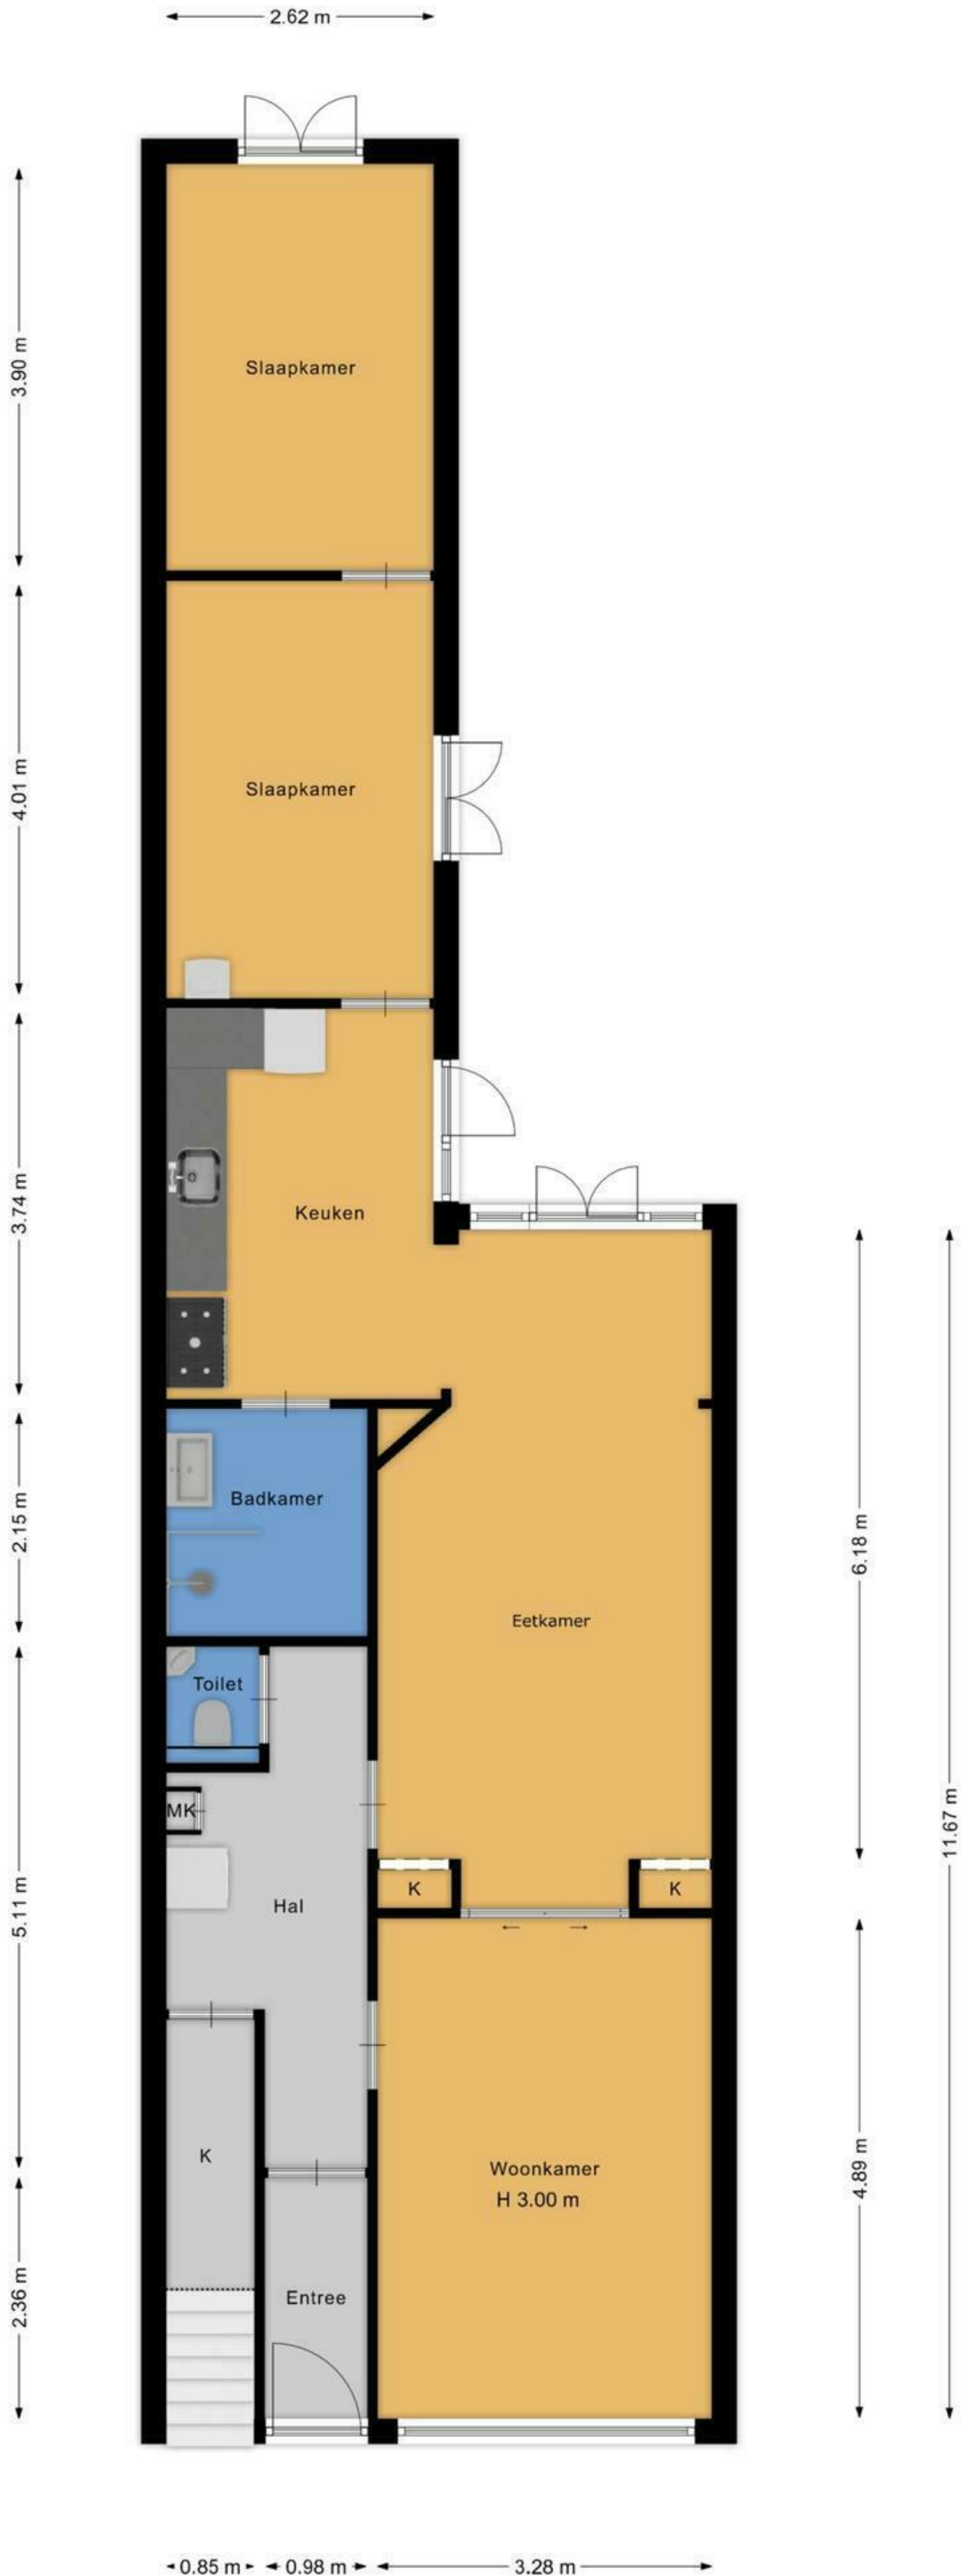 2.62 m
3.90 m
Slaapkamer
4.01 m
Slaapkamer
3.74 m
Keuken
2.15 m
Badkamer
6.18 m
Eetkamer
Toilet
MK
11.67 m
5.11 m
K
K
Hal
K
4.89 m
Woonkamer
H 3.00 m
2.36 m
Entree
0.85 m
0.98 m
3.28 m